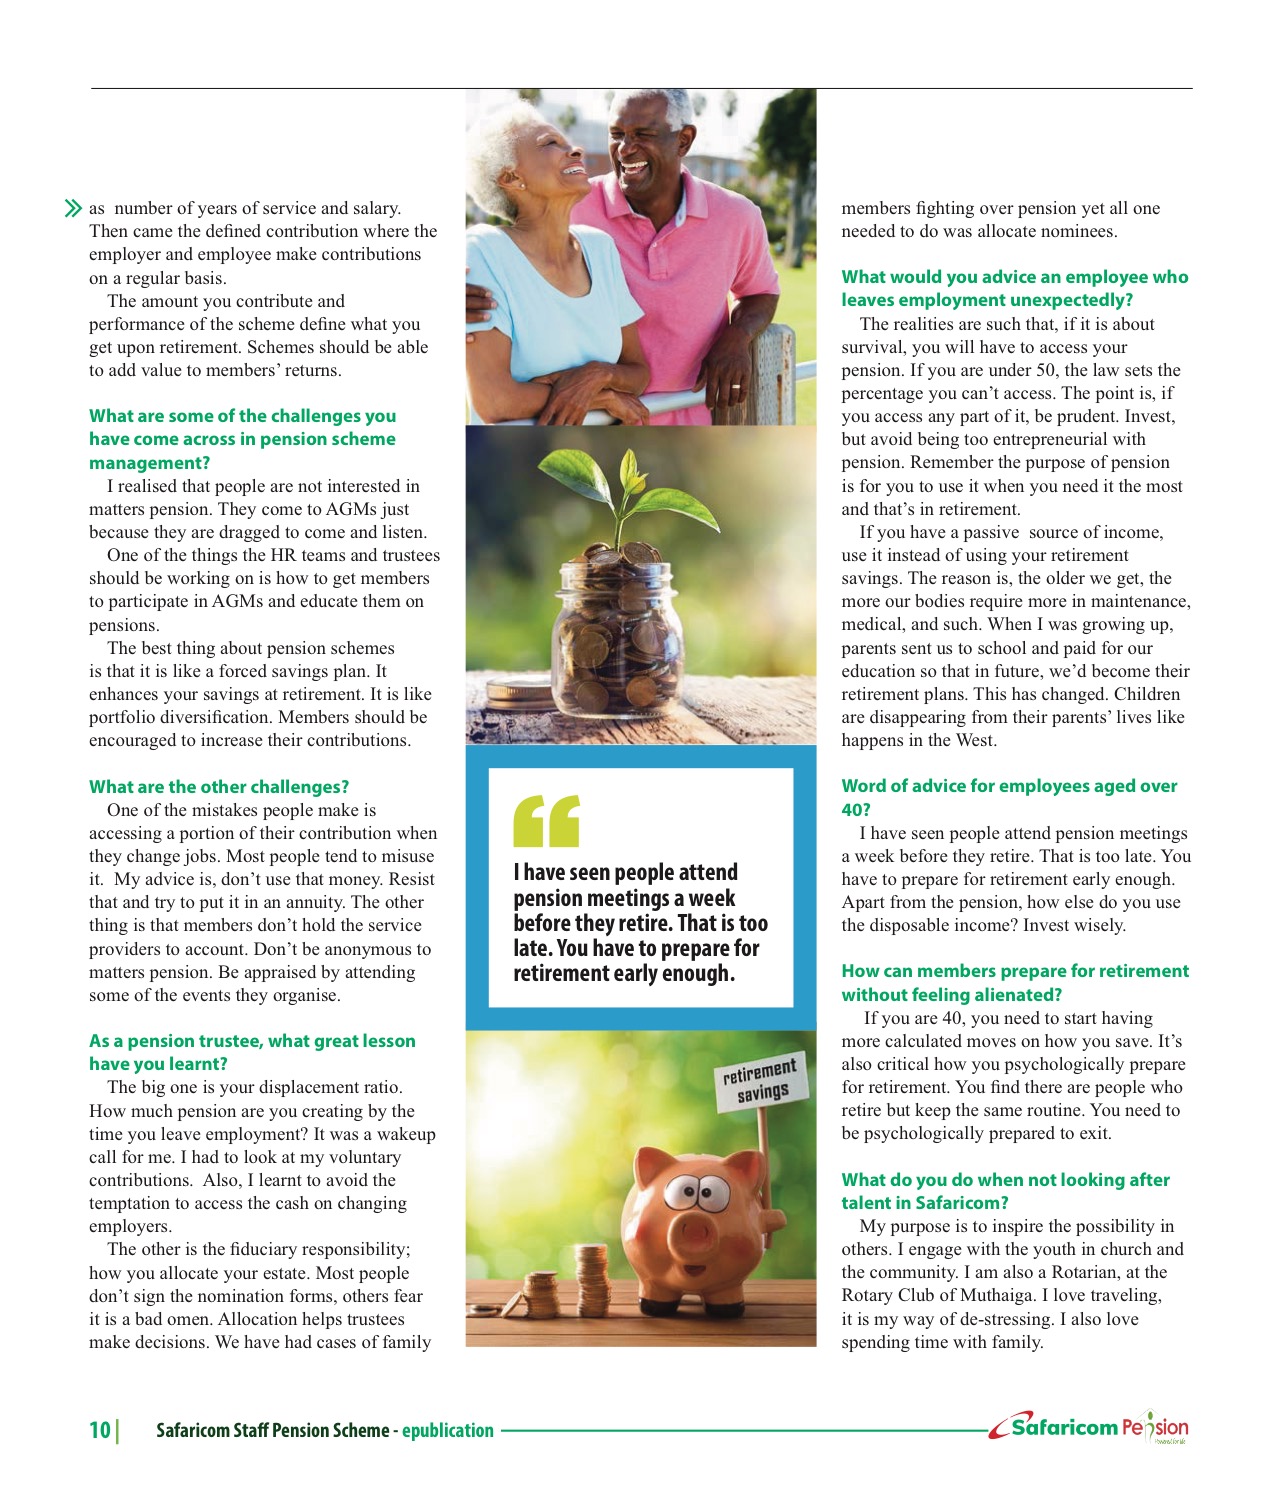 as  number of years of service and salary.
Then came the defined contribution where the
employer and employee make contributions
on a regular basis.
The amount you contribute and
performance of the scheme define what you
get upon retirement. Schemes should be able
to add value to members’ returns.
What are some of the challenges you
have come across in pension scheme
management?
I realised that people are not interested in
matters pension. They come to AGMs just
because they are dragged to come and listen.
One of the things the HR teams and trustees
should be working on is how to get members
to participate in AGMs and educate them on
pensions.
The best thing about pension schemes
is that it is like a forced savings plan. It
enhances your savings at retirement. It is like
portfolio diversification. Members should be
encouraged to increase their contributions.
What are the other challenges?
One of the mistakes people make is
accessing a portion of their contribution when
they change jobs. Most people tend to misuse
it.  My advice is, don’t use that money. Resist
that and try to put it in an annuity. The other
thing is that members don’t hold the service
providers to account. Don’t be anonymous to
matters pension. Be appraised by attending
some of the events they organise.
As a pension trustee, what great lesson
have you learnt?
The big one is your displacement ratio.
How much pension are you creating by the
time you leave employment? It was a wakeup
call for me. I had to look at my voluntary
contributions.  Also, I learnt to avoid the
temptation to access the cash on changing
employers.
The other is the fiduciary responsibility;
how you allocate your estate. Most people
don’t sign the nomination forms, others fear
it is a bad omen. Allocation helps trustees
make decisions. We have had cases of family
“
I have seen people attend
pension meetings a week
before they retire. That is too
late. You have to prepare for
retirement early enough.
retirement
savings
members fighting over pension yet all one
needed to do was allocate nominees.
What would you advice an employee who
leaves employment unexpectedly?
The realities are such that, if it is about
survival, you will have to access your
pension. If you are under 50, the law sets the
percentage you can’t access. The point is, if
you access any part of it, be prudent. Invest,
but avoid being too entrepreneurial with
pension. Remember the purpose of pension
is for you to use it when you need it the most
and that’s in retirement.
If you have a passive  source of income,
use it instead of using your retirement
savings. The reason is, the older we get, the
more our bodies require more in maintenance,
medical, and such. When I was growing up,
parents sent us to school and paid for our
education so that in future, we’d become their
retirement plans. This has changed. Children
are disappearing from their parents’ lives like
happens in the West.
Word of advice for employees aged over
40?
I have seen people attend pension meetings
a week before they retire. That is too late. You
have to prepare for retirement early enough.
Apart from the pension, how else do you use
the disposable income? Invest wisely.
How can members prepare for retirement
without feeling alienated?
If you are 40, you need to start having
more calculated moves on how you save. It’s
also critical how you psychologically prepare
for retirement. You find there are people who
retire but keep the same routine. You need to
be psychologically prepared to exit.
What do you do when not looking after
talent in Safaricom?
My purpose is to inspire the possibility in
others. I engage with the youth in church and
the community. I am also a Rotarian, at the
Rotary Club of Muthaiga. I love traveling,
it is my way of de-stressing. I also love
spending time with family.
10 |
Safaricom Staff Pension Scheme - epublication
Safaricom Pension